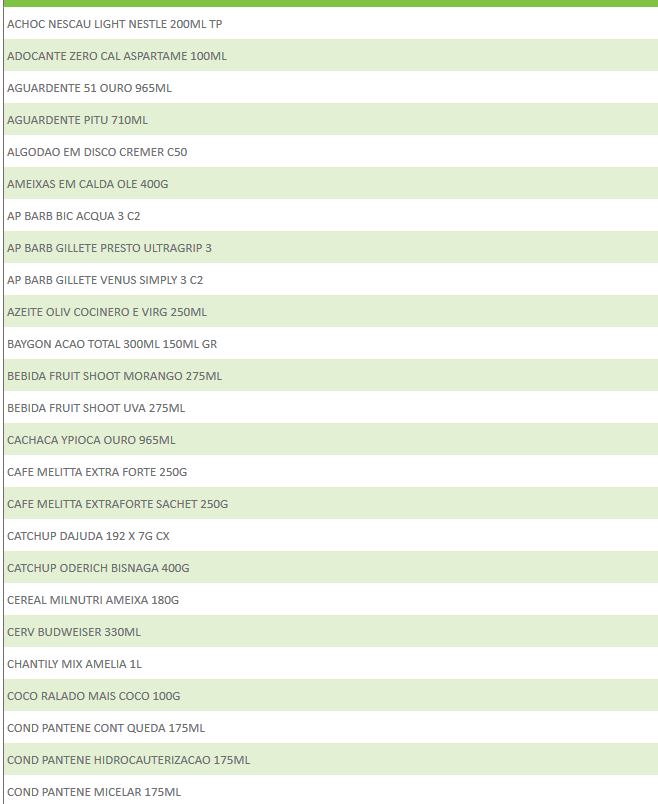 ACHOC NESCAU LIGHT NESTLE 200ML TP
ADOCANTE ZERO CAL ASPARTAME 100ML
AGUARDENTE 51 OURO 965ML
AGUARDENTE PITU 710ML
ALGODAO EM DISCO CREMER C50
AMEIXAS EM CALDA OLE 400G
AP BARB BIC ACQUA 3 C2
AP BARB GILLETE PRESTO ULTRAGRIP 3
AP BARB GILLETE VENUS SIMPLY 3 C2
AZEITE OLIV COCINERO E VIRG 250ML
BAYGON ACAO TOTAL 300ML 150ML GR
BEBIDA FRUIT SHOOT MORANGO 275ML
BEBIDA FRUIT SHOOT UVA 275ML
CACHACA YPIOCA OURO 965ML
CAFE MELITTA EXTRA FORTE 250G
CAFE MELITTA EXTRAFORTE SACHET 250G
CATCHUP DAJUDA 192 X 7G CX
CATCHUP ODERICH BISNAGA 400G
CEREAL MILNUTRI AMEIXA 180G
CERV BUDWEISER 330ML
CHANTILY MIX AMELIA 1L
COCO RALADO MAIS COCO 100G
COND PANTENE CONT QUEDA 175ML
COND PANTENE HIDROCAUTERIZACAO 175ML
COND PANTENE MICELAR 175ML